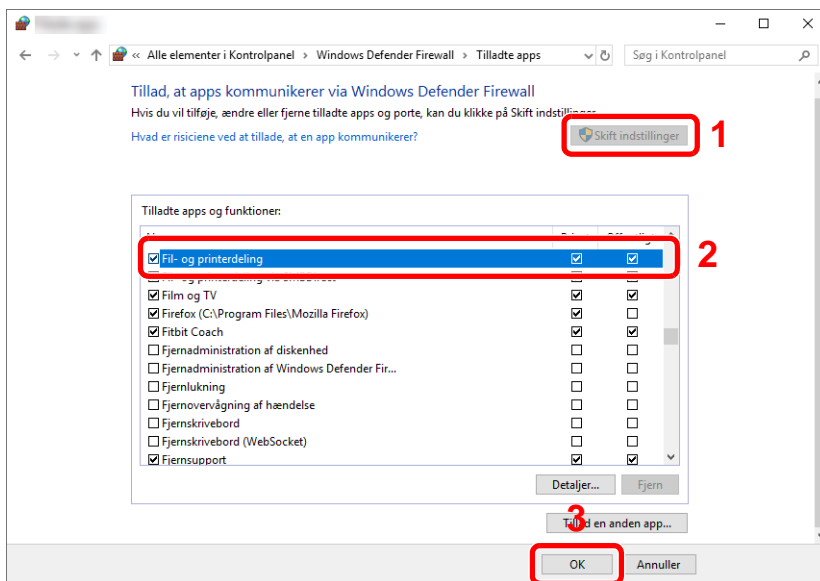 « Alle elementer i Kontrolpanel > Windows Defender Firewall > Tilladte apps
Søg i Kontrolpanel
Tillad, at apps kommunikerer via Windows Defender Firewall
Hvis du vil tilføje, ændre eller fjerne tilladte apps og porte, kan du klikke på Skift indstillinger.
Hvad er risiciene ved at tillade, at en app kommunikerer?
Skift indstillinger
1
Tilladte apps og funktioner:
Fil- og printerdeling
2
Film og TV
Firefox (C:\Program Files\Mozilla Firefox)
Fitbit Coach
Fjernadministration af diskenhed
Fjernadministration af Windows Defender Fir...
Fjernlukning
Fjernovervågning af hændelse
Fjernskrivebord
Fjernskrivebord (WebSocket)
Fjernsupport
Detaljer...
Fjern
Tillad en anden app...
3
OK
Annuller